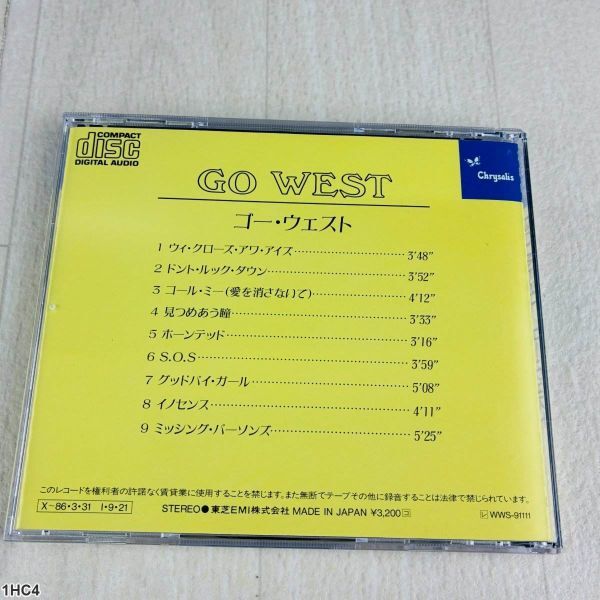 COMPACT
disc
DIGITAL AUDIO
Chrysalis
GO WEST
ゴー・ウェスト
1 ウィ・クローズ・アワ・アイズ 3'48"
2 ドント・ルック・タウン 3'52"
3 コール・ミー(愛を消さないで) 4'12"
4 見つめあう瞳 3'33"
5 ホーンテッド 3'16"
6 S.O.S 3'59"
7 グッドバイ・ガール 5'08"
8 イノセンス 4'11"
9 ミッシング・パーソンズ 5'25"
このレコードを権利者の許諾なく賃貸業に使用することを禁じます。また無断でテープその他に録音することは法律で禁じられています。
X-86・3・31 I・9・21 STEREO●東芝EMI株式会社 MADE IN JAPAN ¥3,200 WWS-91111
1HC4